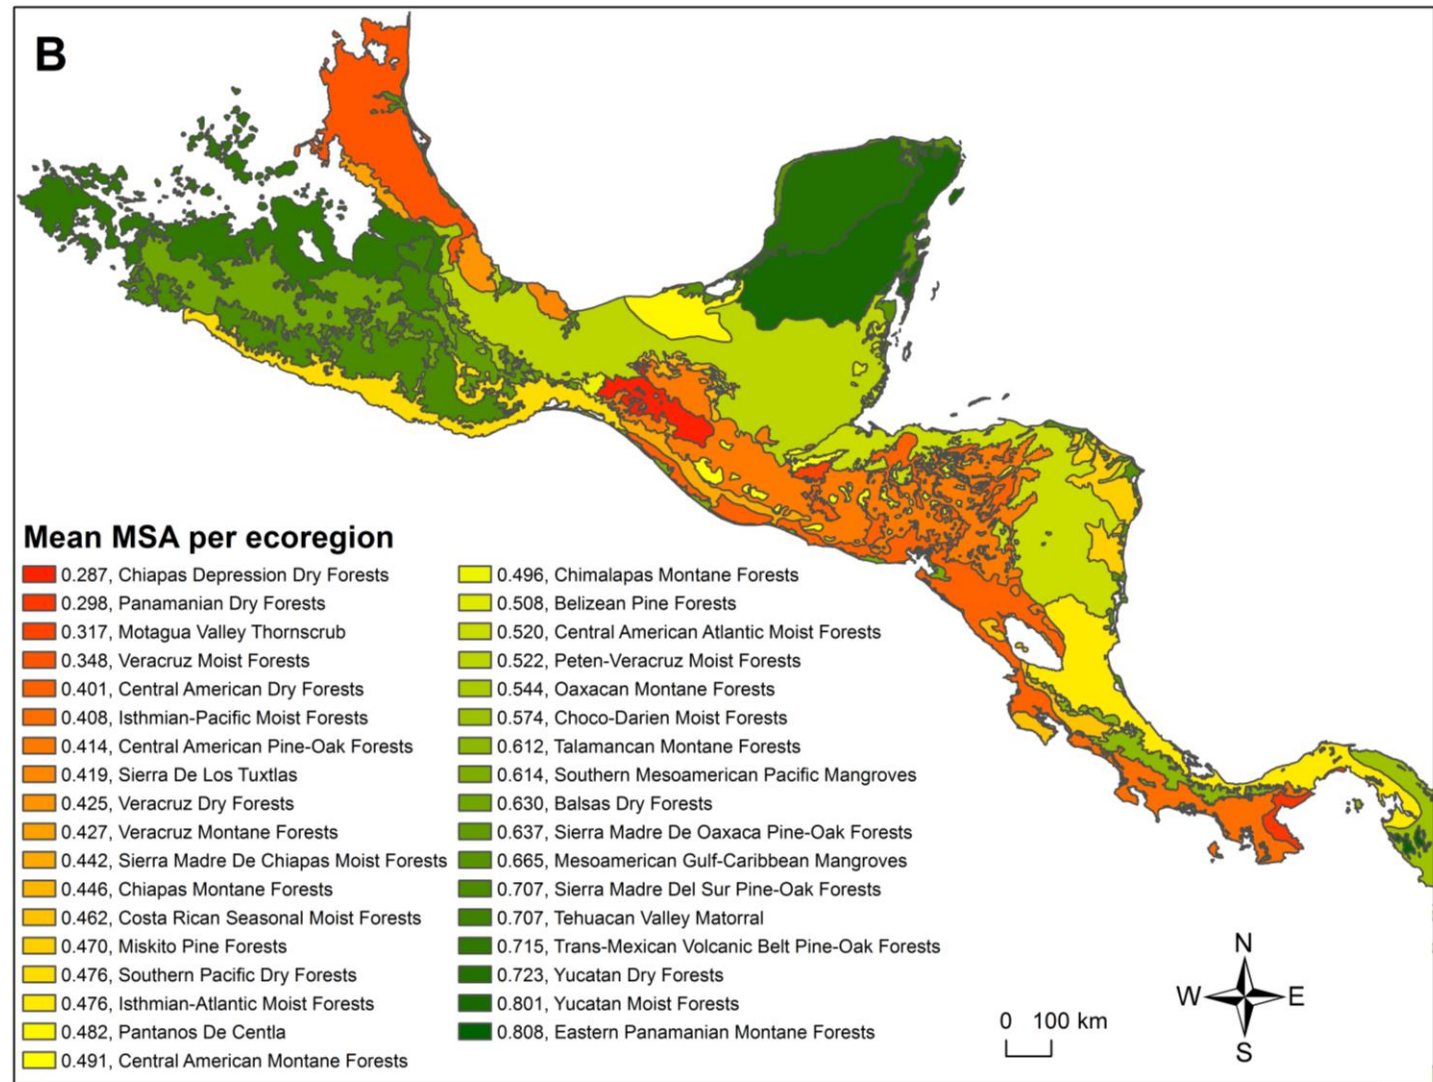 B
Mean MSA per ecoregion
0.287, Chiapas Depression Dry Forests
0.298, Panamanian Dry Forests
0.317, Motagua Valley Thornscrub
0.348, Veracruz Moist Forests
0.401, Central American Dry Forests
0.408, Isthmian-Pacific Moist Forests
0.414, Central American Pine-Oak Forests
0.419, Sierra De Los Tuxtlas
0.425, Veracruz Dry Forests
0.427, Veracruz Montane Forests
0.442, Sierra Madre De Chiapas Moist Forests
0.446, Chiapas Montane Forests
0.462, Costa Rican Seasonal Moist Forests
0.470, Miskito Pine Forests
0.476, Southern Pacific Dry Forests
0.476, Isthmian-Atlantic Moist Forests
0.482, Pantanos De Centla
0.491, Central American Montane Forests
0.496, Chimalapas Montane Forests
0.508, Belizean Pine Forests
0.520, Central American Atlantic Moist Forests
0.522, Peten-Veracruz Moist Forests
0.544, Oaxacan Montane Forests
0.574, Choco-Darien Moist Forests
0.612, Talamancan Montane Forests
0.614, Southern Mesoamerican Pacific Mangroves
0.630, Balsas Dry Forests
0.637, Sierra Madre De Oaxaca Pine-Oak Forests
0.665, Mesoamerican Gulf-Caribbean Mangroves
0.707, Sierra Madre Del Sur Pine-Oak Forests
0.707, Tehuacan Valley Matorral
0.715, Trans-Mexican Volcanic Belt Pine-Oak Forests
0.723, Yucatan Dry Forests
0.801, Yucatan Moist Forests
0.808, Eastern Panamanian Montane Forests
0 100 km
N
W E
S